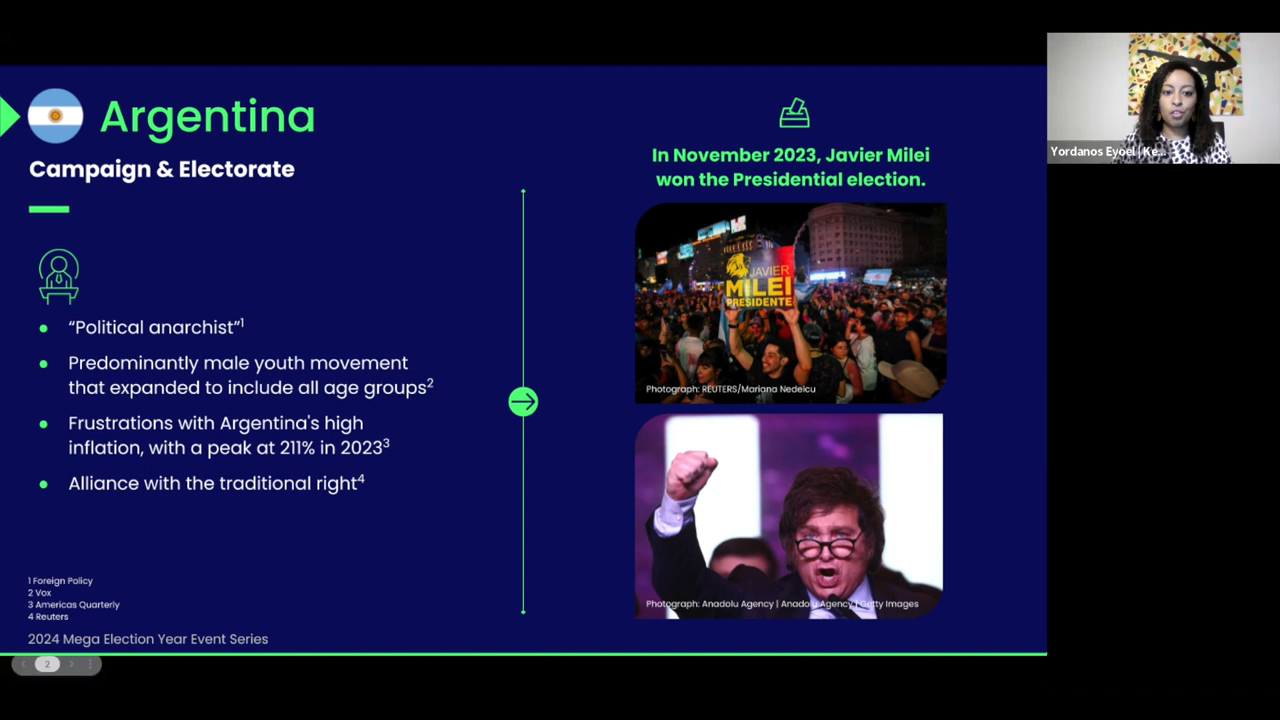 Argentina
Campaign & Electorate
“Political anarchist”1
Predominantly male youth movement
that expanded to include all age groups2
Frustrations with Argentina's high
inflation, with a peak at 211% in 20233
Alliance with the traditional right4
1 Foreign Policy
2 Vox
3 Americas Quarterly
4 Reuters
2024 Mega Election Year Event Series
2
In November 2023, Javier Milei
won the Presidential election.
JAVIER
MILEI
PRESIDENTE
Photograph: REUTERS/Mariana Nedelcu
Photograph: Anadolu Agency | Anadolu Agency | Getty Images
Yordanos Eyoel | Ke...